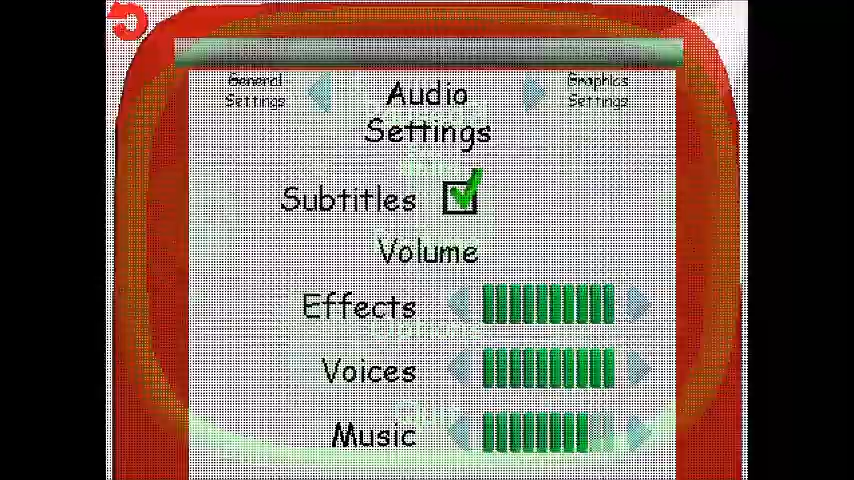 General
Settings
Audio
Settings
Graphics
Settings
Subtitles
Volume
Effects
Voices
Music